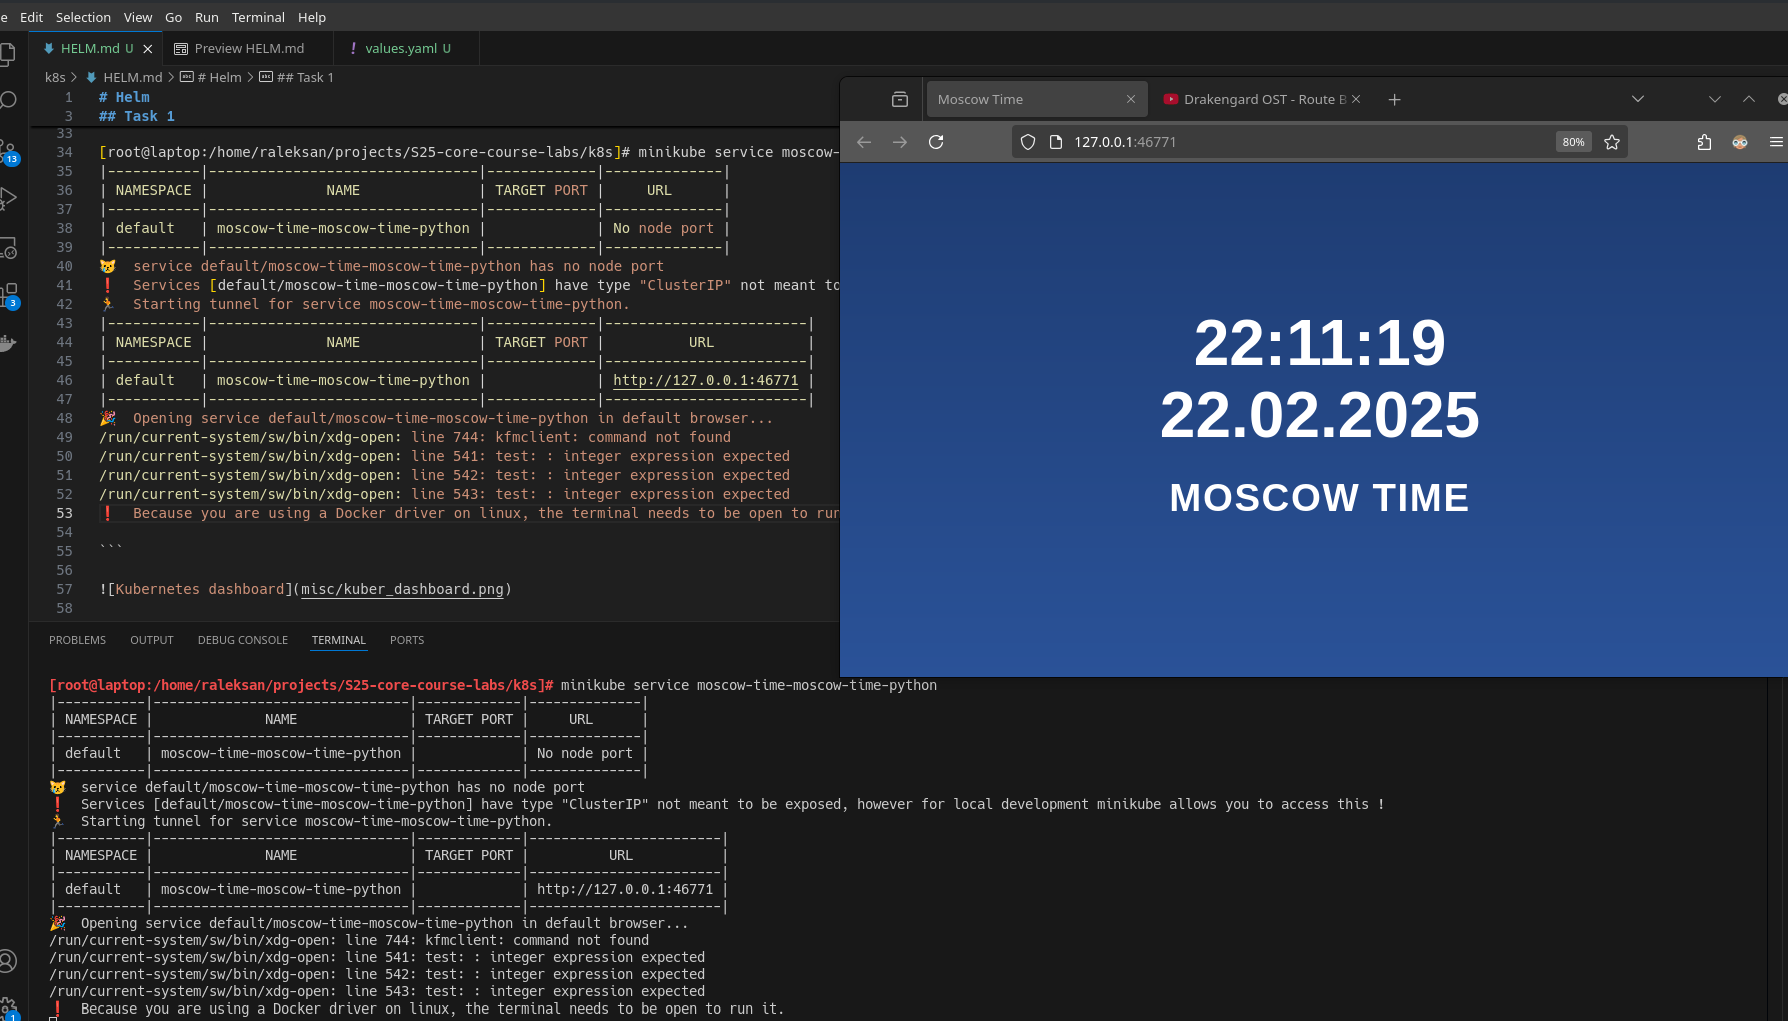 e Edit Selection View Go Run Terminal Help
HELM.md U
Preview HELM.md
! values.yaml U
k8s > HELM.md > # Helm > ## Task 1
1 # Helm
3 ## Task 1
33
34 [root@laptop:/home/raleksan/projects/S25-core-course-labs/k8s]# minikube service moscow-
35 |-----------|--------------------------------|-------------|--------------|
36 | NAMESPACE | NAME | TARGET PORT | URL |
37 |-----------|--------------------------------|-------------|--------------|
38 | default | moscow-time-moscow-time-python | | No node port |
39 |-----------|--------------------------------|-------------|--------------|
40 😿 service default/moscow-time-moscow-time-python has no node port
41 ❗ Services [default/moscow-time-moscow-time-python] have type "ClusterIP" not meant to
42 🏃 Starting tunnel for service moscow-time-moscow-time-python.
43 |-----------|--------------------------------|-------------|------------------------|
44 | NAMESPACE | NAME | TARGET PORT | URL |
45 |-----------|--------------------------------|-------------|------------------------|
46 | default | moscow-time-moscow-time-python | | http://127.0.0.1:46771 |
47 |-----------|--------------------------------|-------------|------------------------|
48 🎉 Opening service default/moscow-time-moscow-time-python in default browser...
49 /run/current-system/sw/bin/xdg-open: line 744: kfmclient: command not found
50 /run/current-system/sw/bin/xdg-open: line 541: test: : integer expression expected
51 /run/current-system/sw/bin/xdg-open: line 542: test: : integer expression expected
52 /run/current-system/sw/bin/xdg-open: line 543: test: : integer expression expected
53 ❗ Because you are using a Docker driver on linux, the terminal needs to be open to run
54
55 ```
56
57 ![Kubernetes dashboard](misc/kuber_dashboard.png)
58
13
3
1
Moscow Time
Drakengard OST - Route B
127.0.0.1:46771
80%
22:11:19
22.02.2025
MOSCOW TIME
PROBLEMS OUTPUT DEBUG CONSOLE TERMINAL PORTS
[root@laptop:/home/raleksan/projects/S25-core-course-labs/k8s]# minikube service moscow-time-moscow-time-python
|-----------|--------------------------------|-------------|--------------|
| NAMESPACE | NAME | TARGET PORT | URL |
|-----------|--------------------------------|-------------|--------------|
| default | moscow-time-moscow-time-python | | No node port |
|-----------|--------------------------------|-------------|--------------|
😿 service default/moscow-time-moscow-time-python has no node port
❗ Services [default/moscow-time-moscow-time-python] have type "ClusterIP" not meant to be exposed, however for local development minikube allows you to access this !
🏃 Starting tunnel for service moscow-time-moscow-time-python.
|-----------|--------------------------------|-------------|------------------------|
| NAMESPACE | NAME | TARGET PORT | URL |
|-----------|--------------------------------|-------------|------------------------|
| default | moscow-time-moscow-time-python | | http://127.0.0.1:46771 |
|-----------|--------------------------------|-------------|------------------------|
🎉 Opening service default/moscow-time-moscow-time-python in default browser...
/run/current-system/sw/bin/xdg-open: line 744: kfmclient: command not found
/run/current-system/sw/bin/xdg-open: line 541: test: : integer expression expected
/run/current-system/sw/bin/xdg-open: line 542: test: : integer expression expected
/run/current-system/sw/bin/xdg-open: line 543: test: : integer expression expected
❗ Because you are using a Docker driver on linux, the terminal needs to be open to run it.